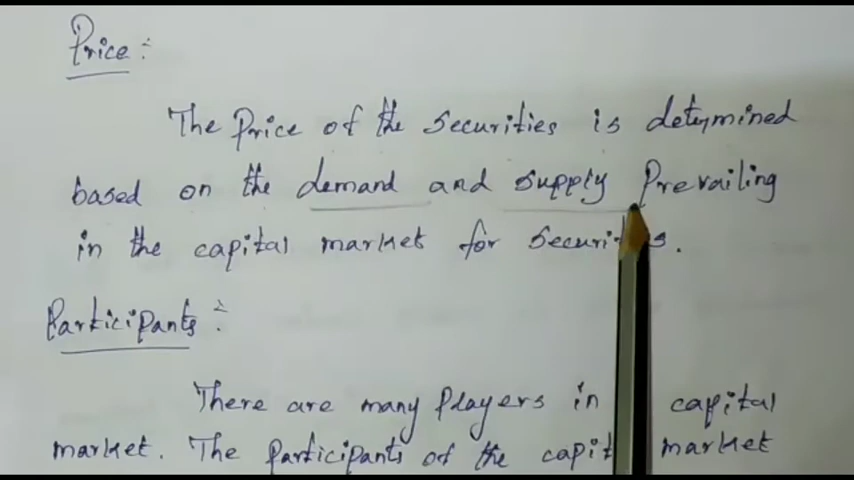 Price :
The Price of the Securities is determined
based on the demand and supply Prevailing
in the capital market for
Participants :
There are many Players in capital
market. The Participants of the market